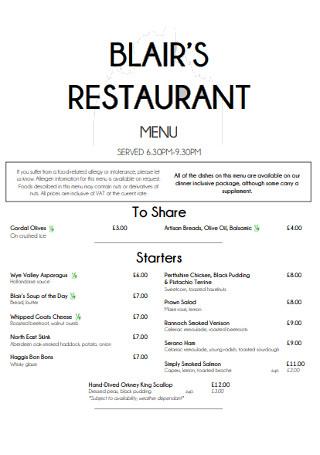 BLAIR'S
RESTAURANT
MENU
SERVED 6.30PM-9.30PM
If you suffer from a food-related allergy or intolerance, please let
us know. Allergen information for this menu is available on request.
Foods described in this menu may contain nuts or derivatives of
nuts. All prices are inclusive of VAT at the current rate.
All of the dishes on this menu are available on our
dinner inclusive package, although some carry a
supplement.
To Share
Gordal Olives £3.00
On crushed ice
Artisan Breads, Olive Oil, Balsamic £4.00
Starters
Wye Valley Asparagus £6.00
Hollandaise sauce
Blair's Soup of the Day £7.00
Bread, butter
Whipped Goats Cheese £7.00
Roasted beetroot, walnut crumb
North East Skink £7.00
Aberdeen oak smoked haddock, potato, onion
Haggis Bon Bons £7.00
Whisky glaze
Perthshire Chicken, Black Pudding £8.00
& Pistachio Terrine
Sweetcorn, toasted hazelnuts
Prawn Salad £8.00
Marie rose, lemon
Rannoch Smoked Venison £9.00
Celeriac remoulade, roasted beetroots
Serano Ham £9.00
Celeriac remoulade, young radish, toasted sourdough
Simply Smoked Salmon £11.00
Capers, lemon, toasted brioche sup. £2.00
Hand-Dived Orkney King Scallop £12.00
Dressed peas, black pudding sup. £3.00
*Subject to availability, weather dependant*